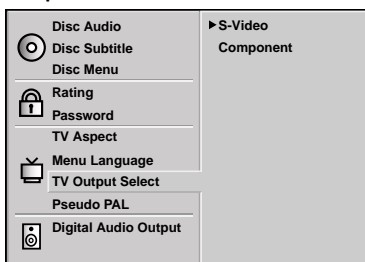 Disc Audio
Disc Subtitle
Disc Menu
Rating
Password
TV Aspect
Menu Language
TV Output Select
Pseudo PAL
Digital Audio Output
S-Video
Component